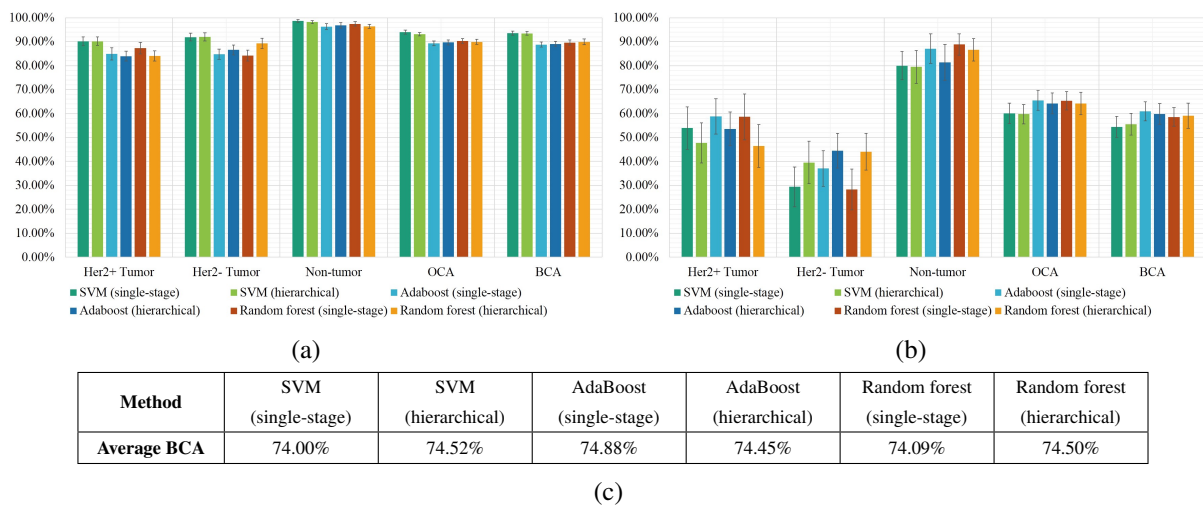 100.00%
90.00%
80.00%
70.00%
60.00%
50.00%
40.00%
30.00%
20.00%
10.00%
0.00%
Her2+ Tumor Her2- Tumor Non-tumor OCA BCA
SVM (single-stage) SVM (hierarchical) Adaboost (single-stage)
Adaboost (hierarchical) Random forest (single-stage) Random forest (hierarchical)
(a)
100.00%
90.00%
80.00%
70.00%
60.00%
50.00%
40.00%
30.00%
20.00%
10.00%
0.00%
Her2+ Tumor Her2- Tumor Non-tumor OCA BCA
SVM (single-stage) SVM (hierarchical) Adaboost (single-stage)
Adaboost (hierarchical) Random forest (single-stage) Random forest (hierarchical)
(b)
Method SVM (single-stage) SVM (hierarchical) AdaBoost (single-stage) AdaBoost (hierarchical) Random forest (single-stage) Random forest (hierarchical)
Average BCA 74.00% 74.52% 74.88% 74.45% 74.09% 74.50%
(c)